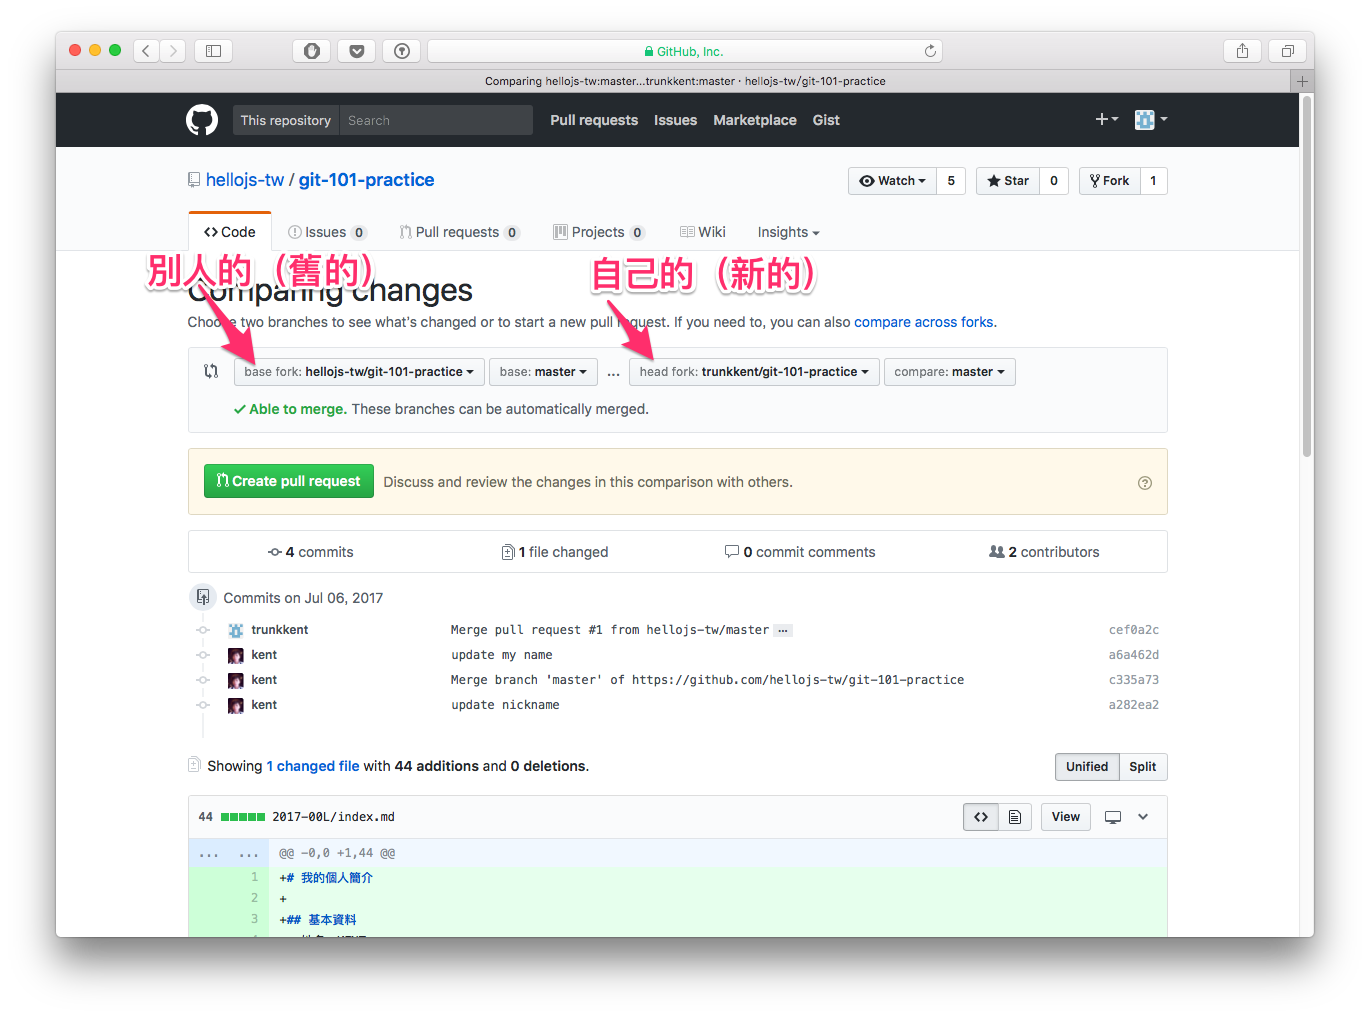 GitHub, Inc.
Comparing hellojs-tw:master...trunkkent:master · hellojs-tw/git-101-practice
This repository Search Pull requests Issues Marketplace Gist
hellojs-tw / git-101-practice
Watch 5 Star 0 Fork 1
Code Issues 0 Pull requests 0 Projects 0 Wiki Insights
別人的（舊的）
自己的（新的）
Comparing changes
Choose two branches to see what's changed or to start a new pull request. If you need to, you can also compare across forks.
base fork: hellojs-tw/git-101-practice base: master ... head fork: trunkkent/git-101-practice compare: master
Able to merge. These branches can be automatically merged.
Create pull request Discuss and review the changes in this comparison with others.
4 commits 1 file changed 0 commit comments 2 contributors
Commits on Jul 06, 2017
trunkkent Merge pull request #1 from hellojs-tw/master … cef0a2c
kent update my name a6a462d
kent Merge branch 'master' of https://github.com/hellojs-tw/git-101-practice c335a73
kent update nickname a282ea2
Showing 1 changed file with 44 additions and 0 deletions.
Unified Split
44 2017-00L/index.md View
... ... @@ -0,0 +1,44 @@
1 +# 我的個人簡介
2 +
3 +## 基本資料